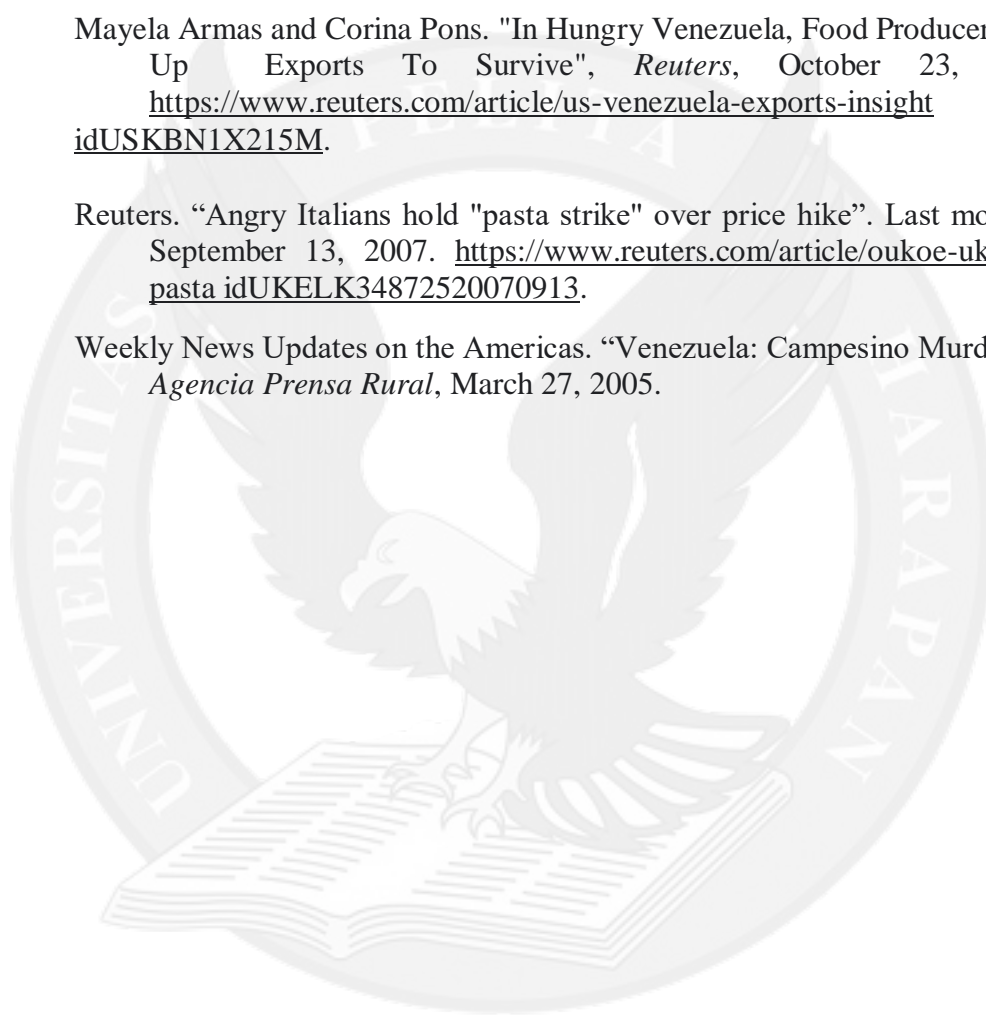 Mayela Armas and Corina Pons. "In Hungry Venezuela, Food Producer
Up Exports To Survive", Reuters, October 23,
https://www.reuters.com/article/us-venezuela-exports-insight
idUSKBN1X215M.
Reuters. “Angry Italians hold "pasta strike" over price hike”. Last mo
September 13, 2007. https://www.reuters.com/article/oukoe-uk
pasta idUKELK34872520070913.
Weekly News Updates on the Americas. “Venezuela: Campesino Murd
Agencia Prensa Rural, March 27, 2005.
UNIVERSITAS PELITA HARAPAN